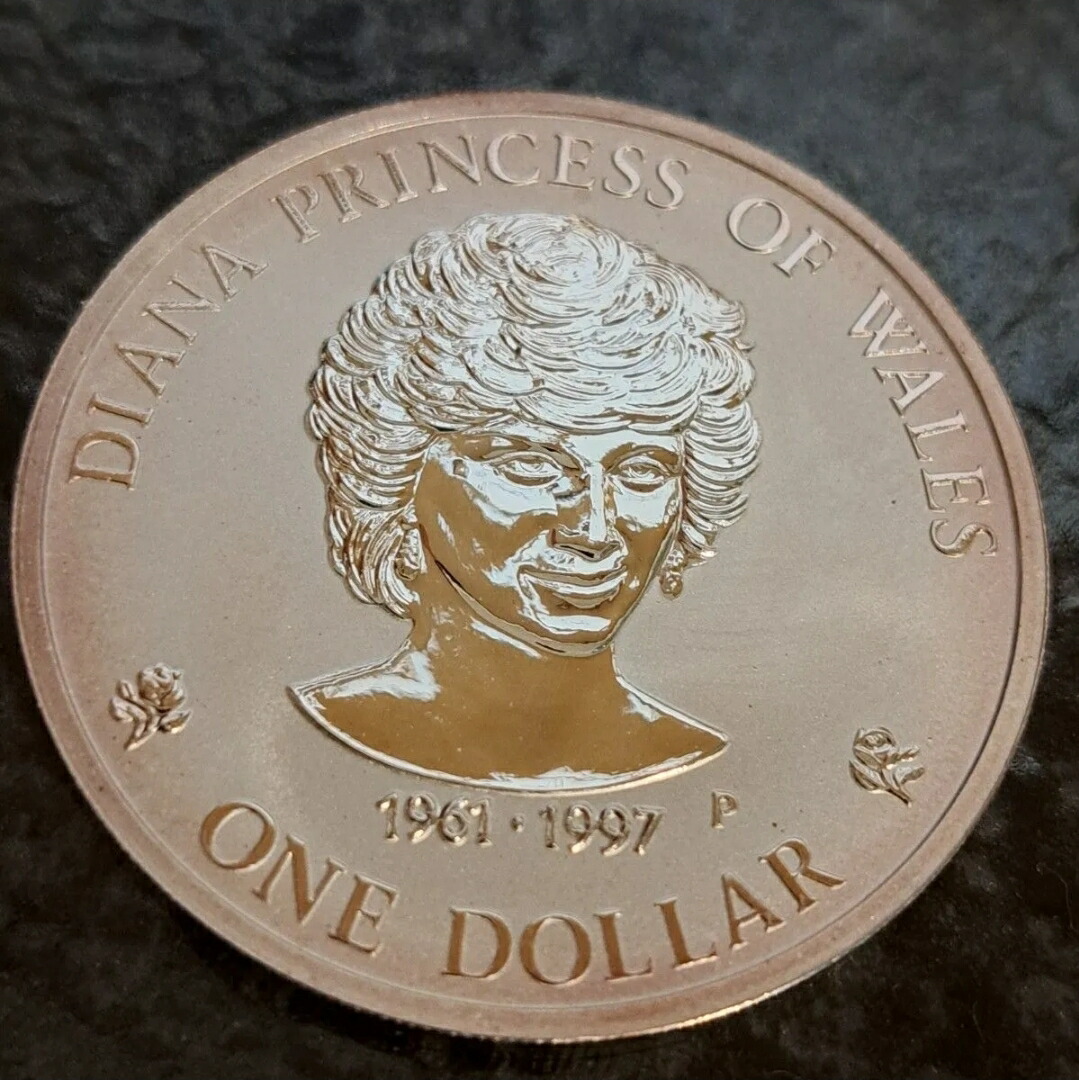 DIANA PRINCESS OF WALES
1961 · 1997 P
ONE DOLLAR